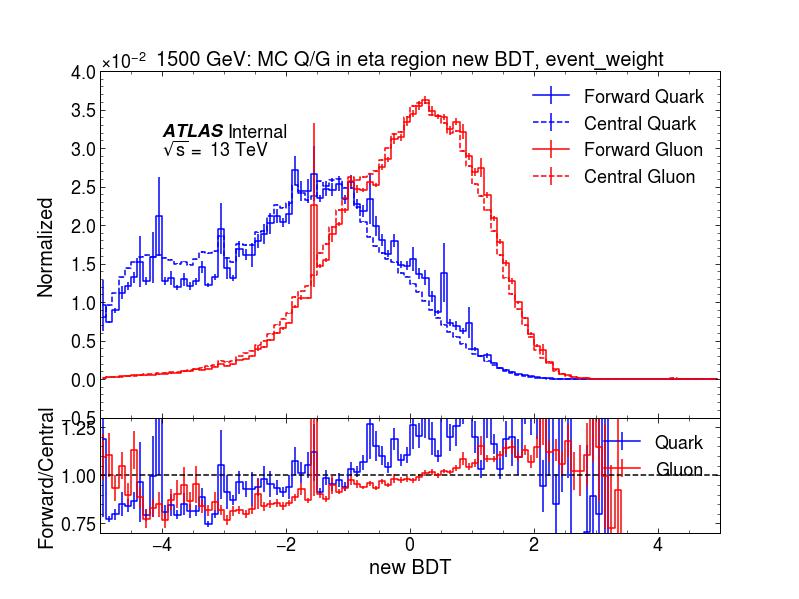 ×10⁻² 1500 GeV: MC Q/G in eta region new BDT, event_weight
4.0
3.5
3.0
2.5
2.0
1.5
1.0
0.5
0.0
−0.5
Normalized
ATLAS Internal
√s = 13 TeV
Forward Quark
Central Quark
Forward Gluon
Central Gluon
1.25
1.00
0.75
Forward/Central
Quark
Gluon
−4 −2 0 2 4
new BDT